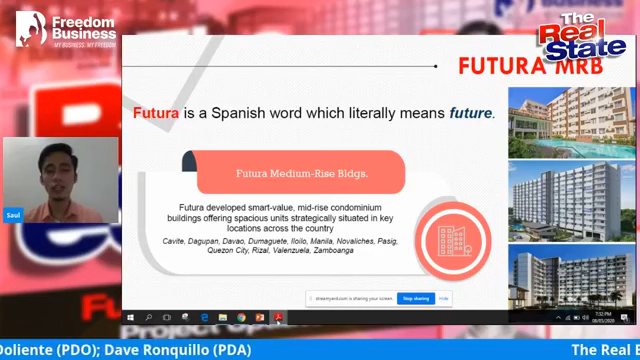 Freedom
Business
MY BUSINESS. MY FREEDOM
The
Real
State
FUTURA MRB
Futura is a Spanish word which literally means future.
Futura Medium-Rise Bldgs.
Futura developed smart-value, mid-rise condominium
buildings offering spacious units strategically situated in key
locations across the country
Cavite, Dagupan, Davao, Dumaguete, Iloilo, Manila, Novaliches, Pasig,
Quezon City, Rizal, Valenzuela, Zamboanga
Saul
streamyard.com is sharing your screen.
Stop sharing
Hide
7:52 PM
08/05/2020
Doliente (PDO); Dave Ronquillo (PDA)
The Real E